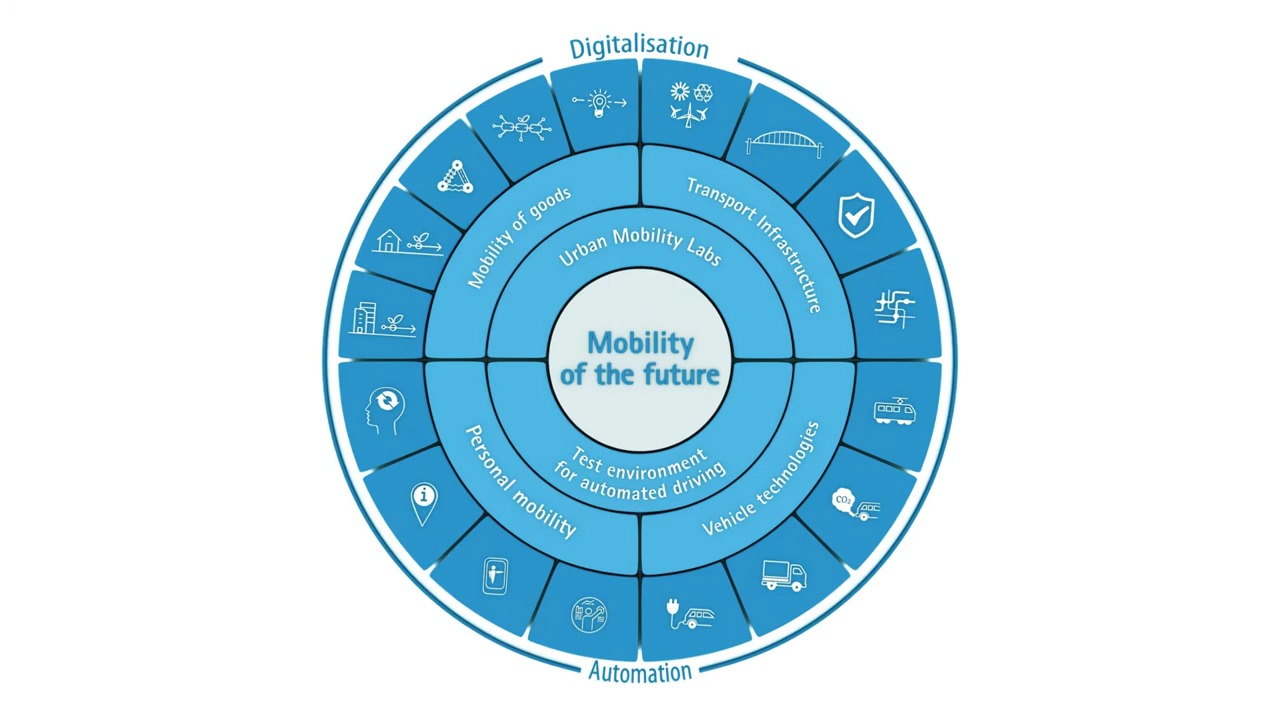 Digitalisation
Mobility of goods
Transport Infrastructure
Urban Mobility Labs
Mobility
of the future
Test environment
for automated driving
Personal mobility
Vehicle technologies
i
CO2
Automation